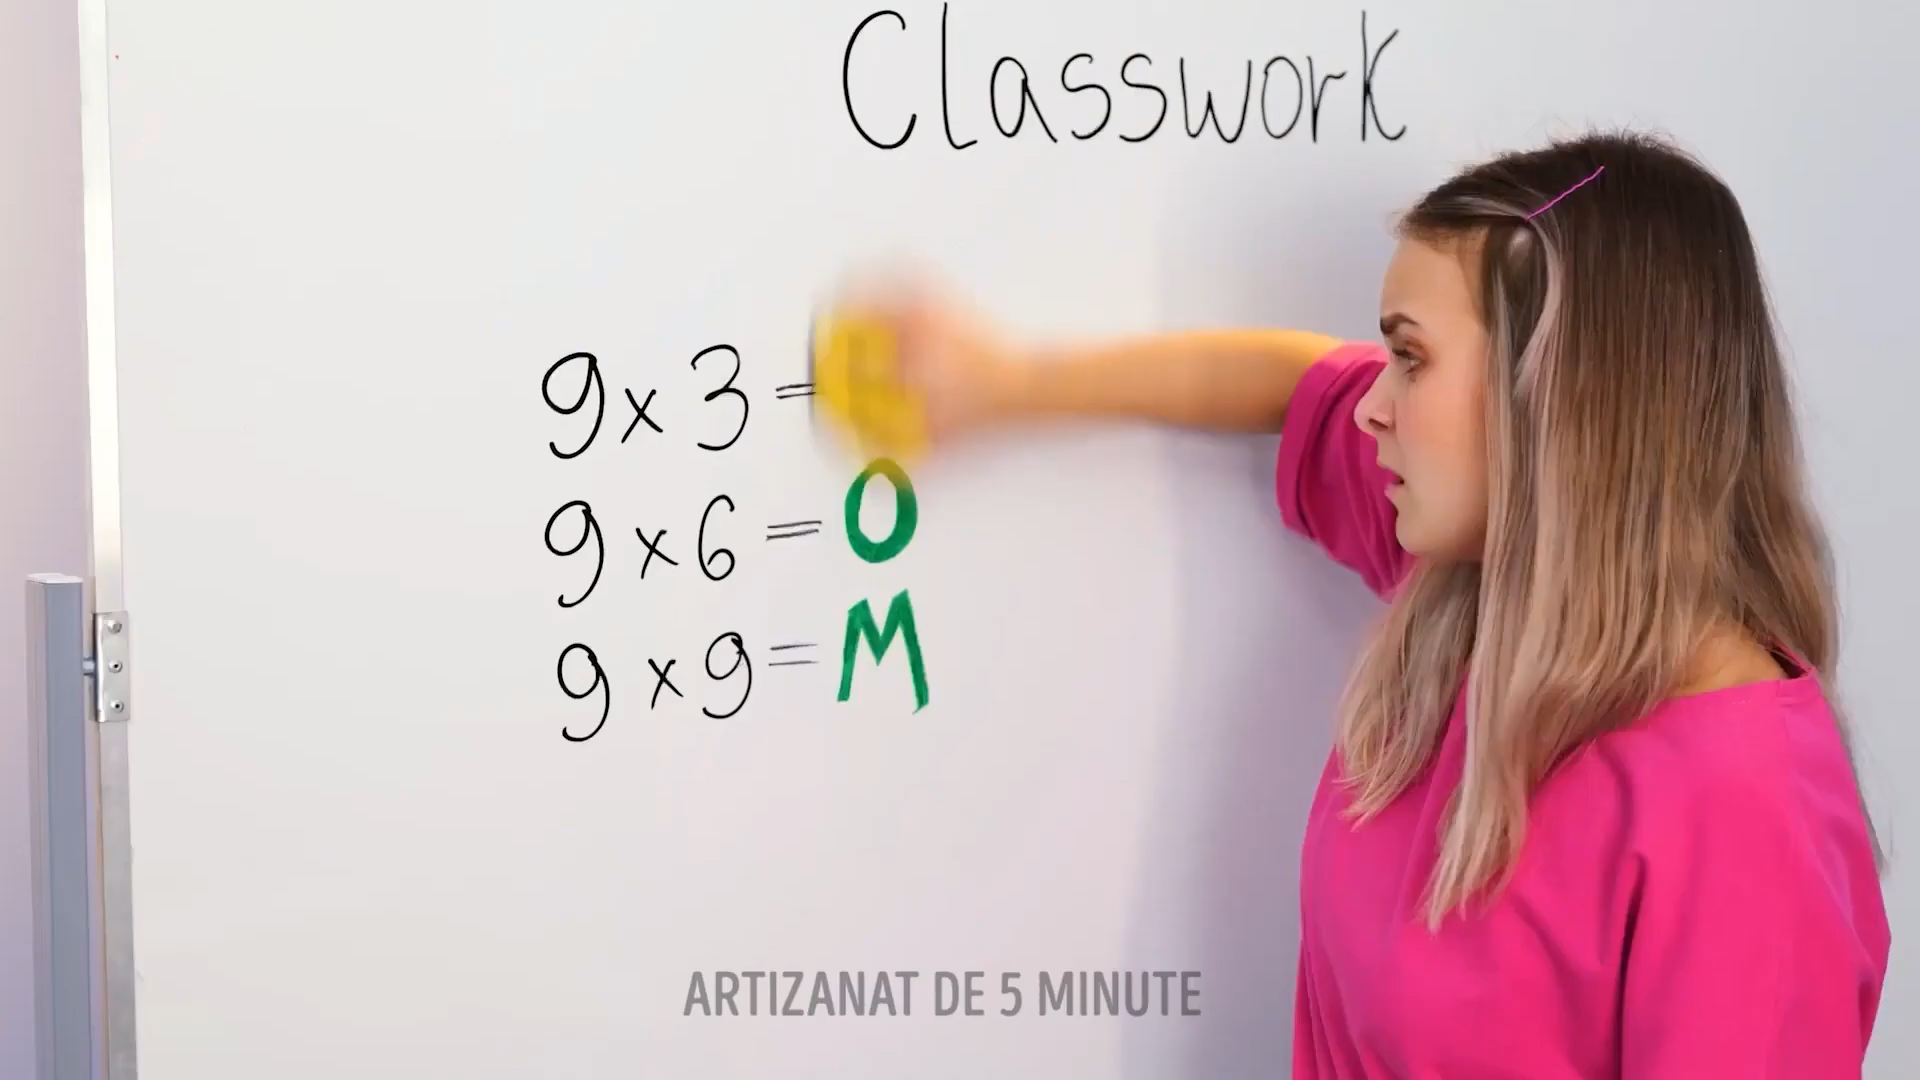 Classwork
9 x 3 =
9 x 6 = O
9 x 9 = M
ARTIZANAT DE 5 MINUTE